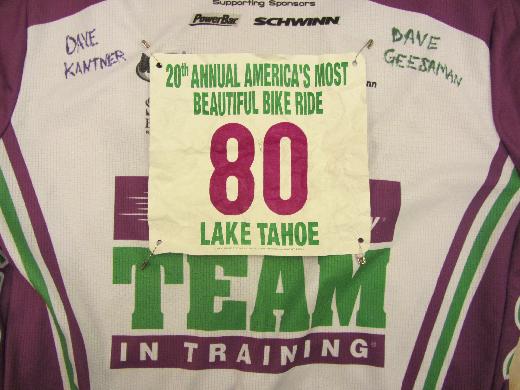 Supporting Sponsors
PowerBar SCHWINN
DAVE
KANTNER
DAVE
GEESAMAN
20th ANNUAL AMERICA'S MOST
BEAUTIFUL BIKE RIDE
80
LAKE TAHOE
TEAM
IN TRAINING